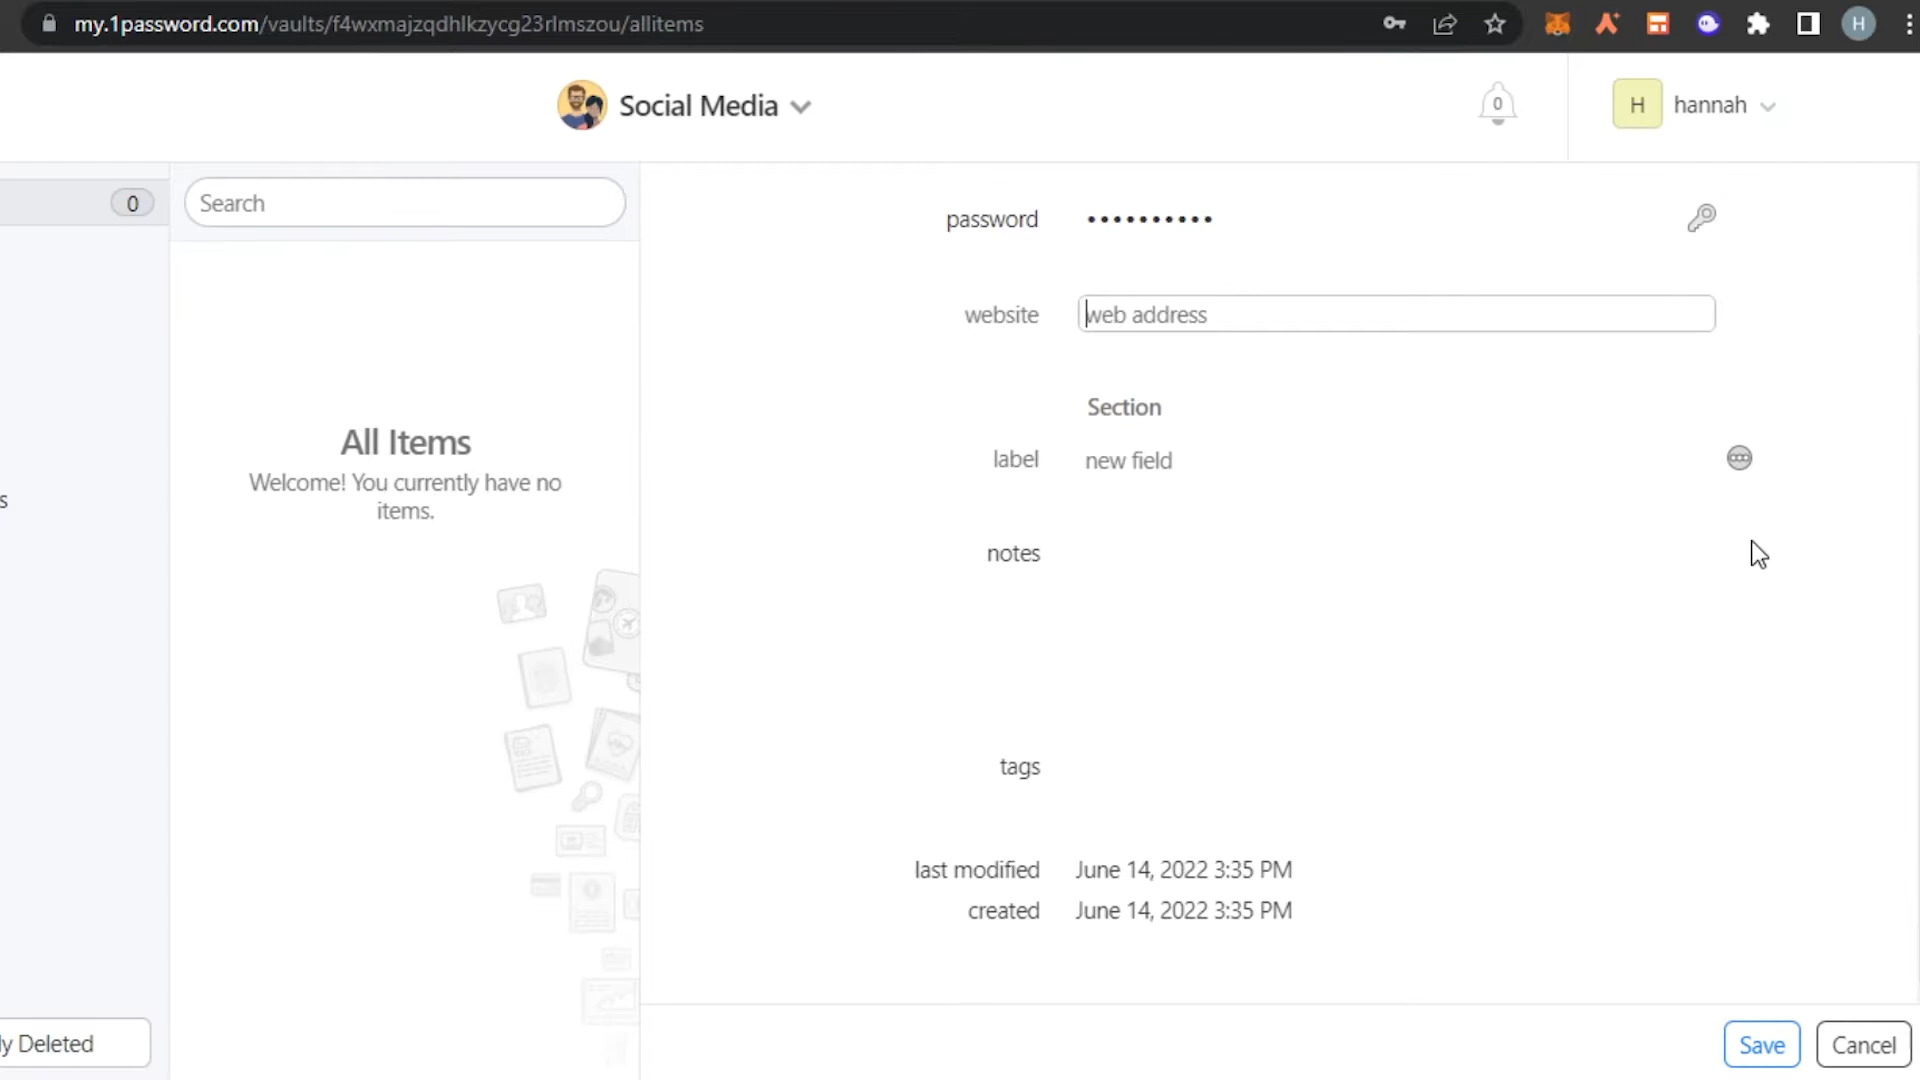 my.1password.com/vaults/f4wxmajzqdhlkzycg23rlmszou/allitems
H
Social Media
0
H hannah
0
Search
password ••••••••••
website web address
Section
label new field
All Items
Welcome! You currently have no
items.
s
notes
tags
last modified June 14, 2022 3:35 PM
created June 14, 2022 3:35 PM
ly Deleted
Save Cancel